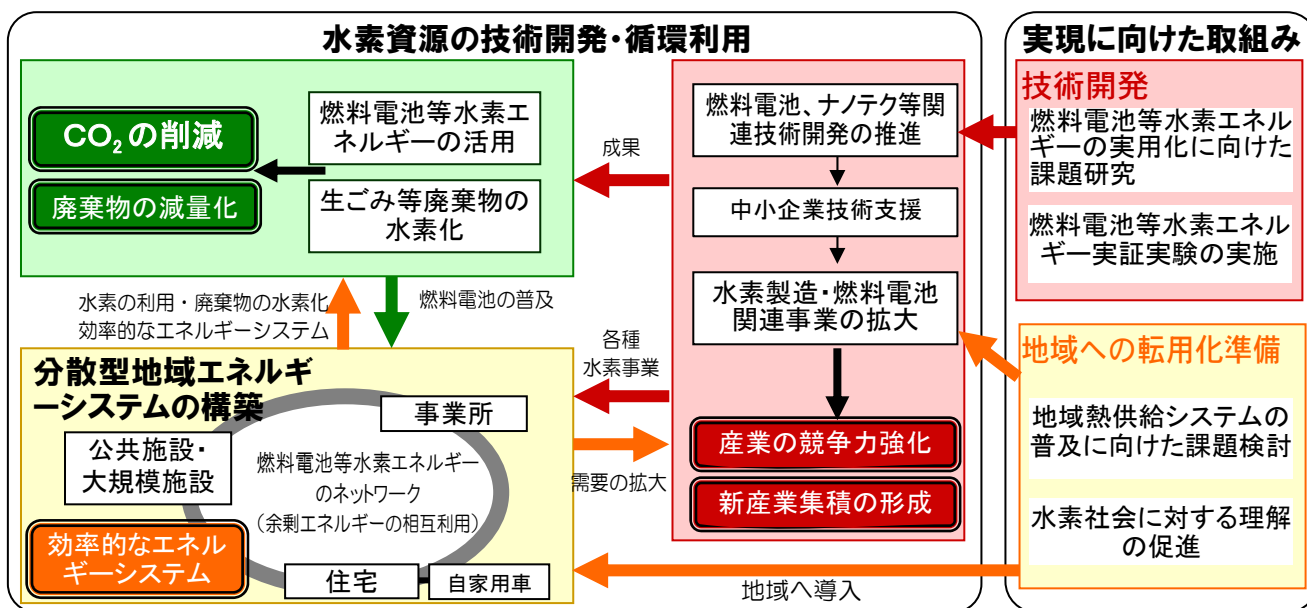 水素資源の技術開発・循環利用
CO₂の削減
廃棄物の減量化
燃料電池等水素エ
ネルギーの活用
生ごみ等廃棄物の
水素化
成果
燃料電池、ナノテク等関
連技術開発の推進
中小企業技術支援
水素製造・燃料電池
関連事業の拡大
産業の競争力強化
新産業集積の形成
水素の利用・廃棄物の水素化
効率的なエネルギーシステム
燃料電池の普及
各種
水素事業
需要の拡大
分散型地域エネルギ
ーシステムの構築
事業所
公共施設・
大規模施設
燃料電池等水素エネルギー
のネットワーク
（余剰エネルギーの相互利用）
効率的なエネル
ギーシステム
住宅
自家用車
地域へ導入
実現に向けた取組み
技術開発
燃料電池等水素エネル
ギーの実用化に向けた
課題研究
燃料電池等水素エネル
ギー実証実験の実施
地域への転用化準備
地域熱供給システムの
普及に向けた課題検討
水素社会に対する理解
の促進